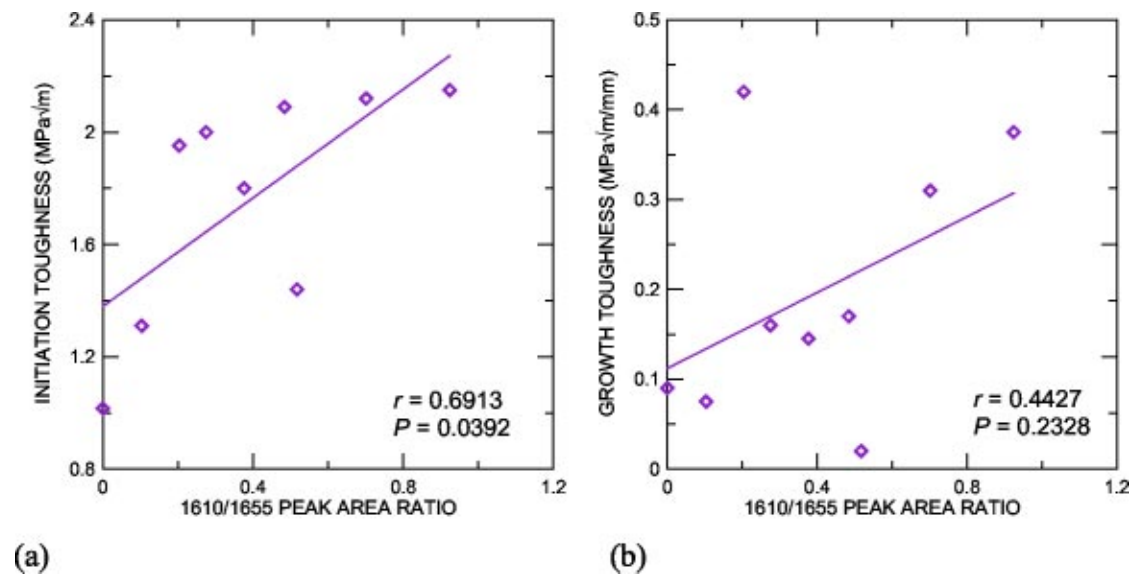 2.4
2
1.6
1.2
0.8
INITIATION TOUGHNESS (MPa√m)
r = 0.6913
P = 0.0392
0
0.4
0.8
1.2
1610/1655 PEAK AREA RATIO
(a)
0.5
0.4
0.3
0.2
0.1
0
GROWTH TOUGHNESS (MPa√m/mm)
r = 0.4427
P = 0.2328
0
0.4
0.8
1.2
1610/1655 PEAK AREA RATIO
(b)